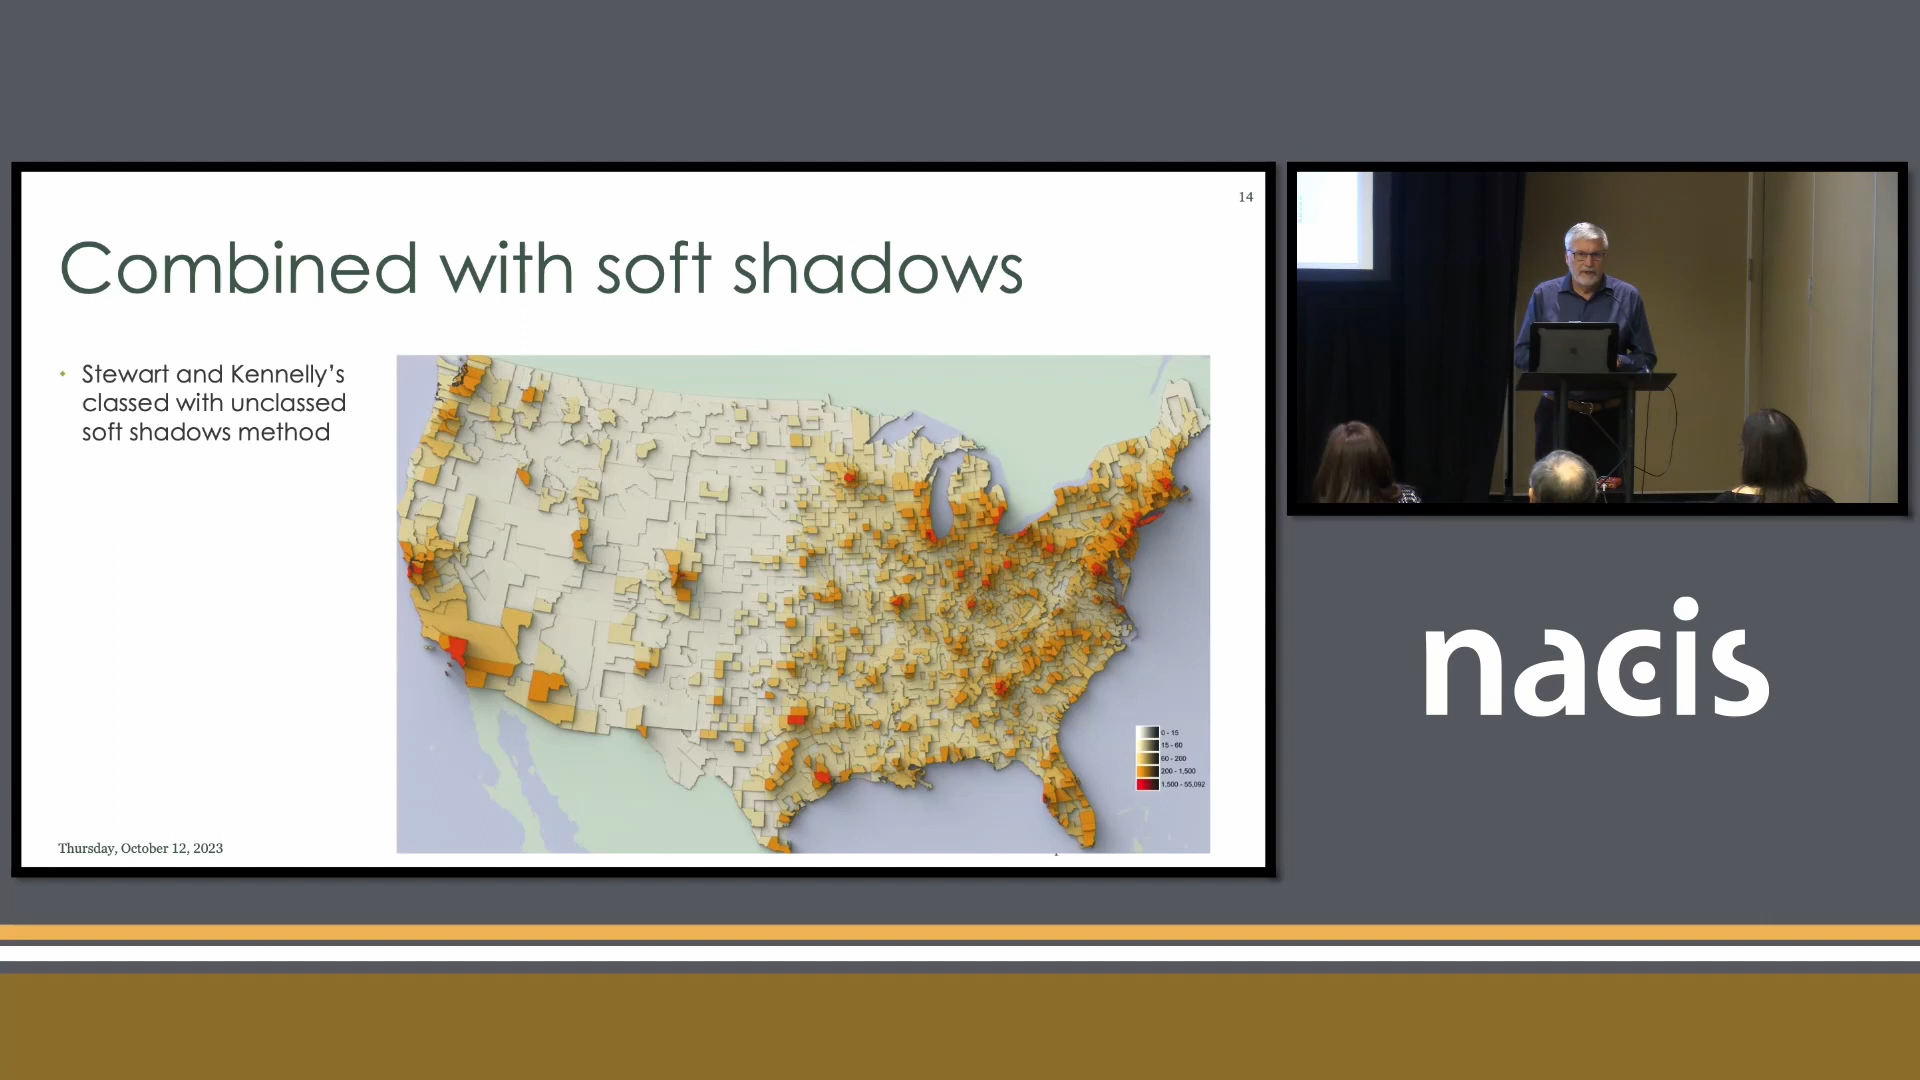 14
Combined with soft shadows
• Stewart and Kennelly’s
classed with unclassed
soft shadows method
0 - 15
15 - 60
60 - 200
200 - 1,500
1,500 - 55,092
Thursday, October 12, 2023
nacis